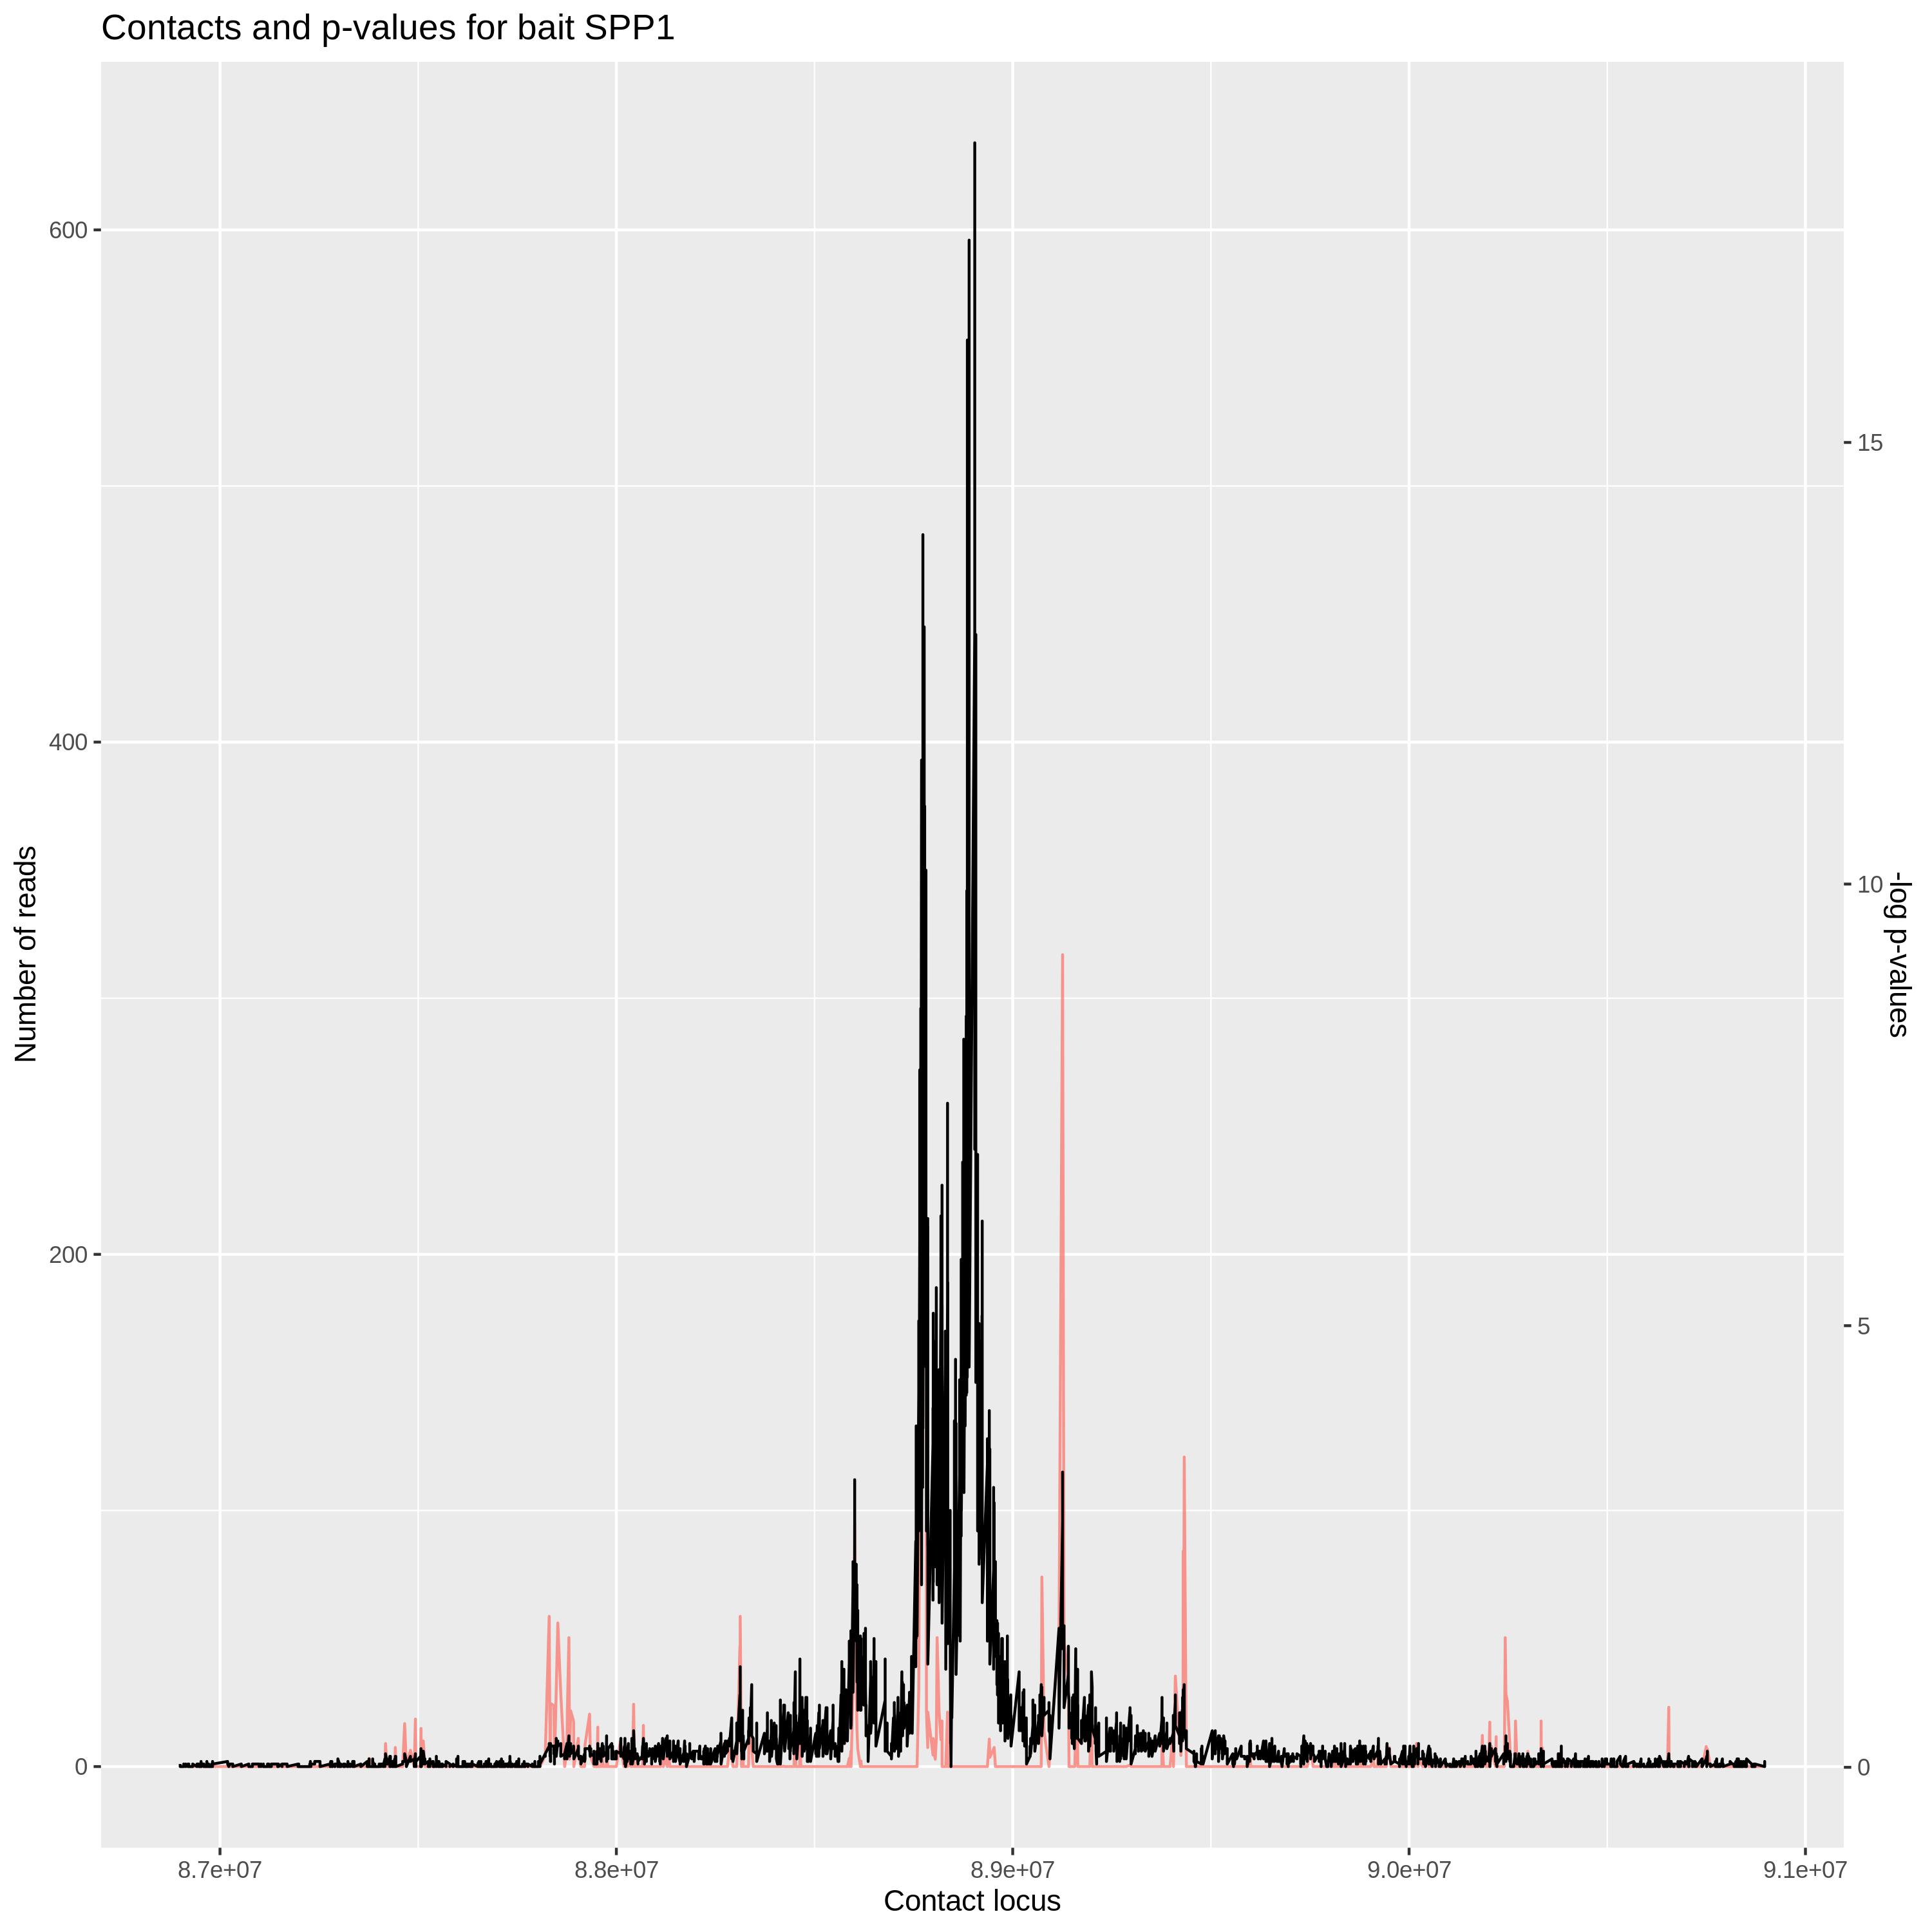 Contacts and p-values for bait SPP1
600
400
200
0
Number of reads
15
10
5
0
-log p-values
8.7e+07
8.8e+07
8.9e+07
9.0e+07
9.1e+07
Contact locus